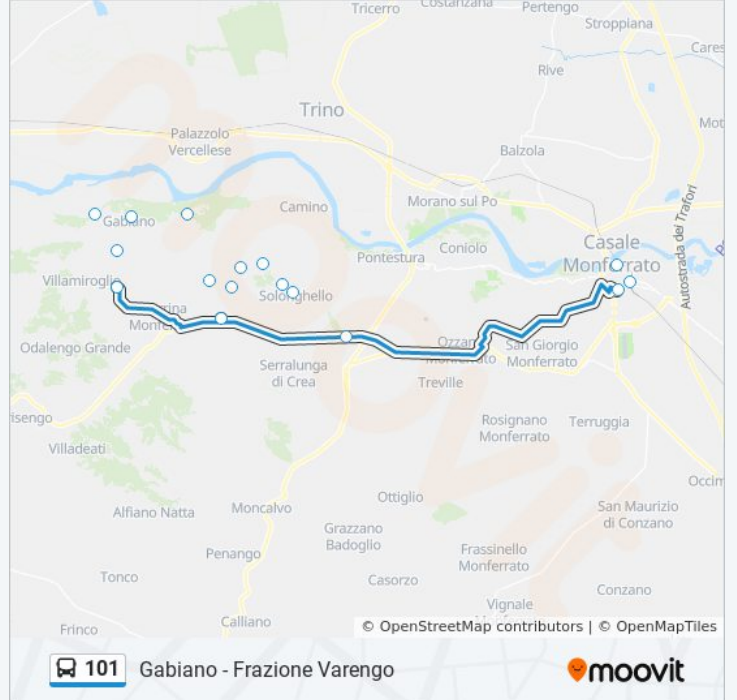 Tricerro
Costanzana
Pertengo
Stroppiana
Rive
Cares
Trino
Mot
Palazzolo
Vercellese
Balzola
Camino
Morano sul Po
Gabiano
Autostrada dei Trafori
Coniolo
Casale
Monferrato
Pontestura
Villamiroglio
Solonghello
Odalengo Grande
Serralunga
di Crea
Ozzano
Monferrato
San Giorgio
Monferrato
Treville
isengo
Rosignano
Monferrato
Terruggia
Villadeati
Occim
Ottiglio
Moncalvo
Alfiano Natta
San Maurizio
di Conzano
Grazzano
Badoglio
Penango
Frassinello
Monferrato
Tonco
Casorzo
Conzano
Vignale
Calliano
Frinco
© OpenStreetMap contributors | © OpenMapTiles
101 Gabiano - Frazione Varengo
moovit